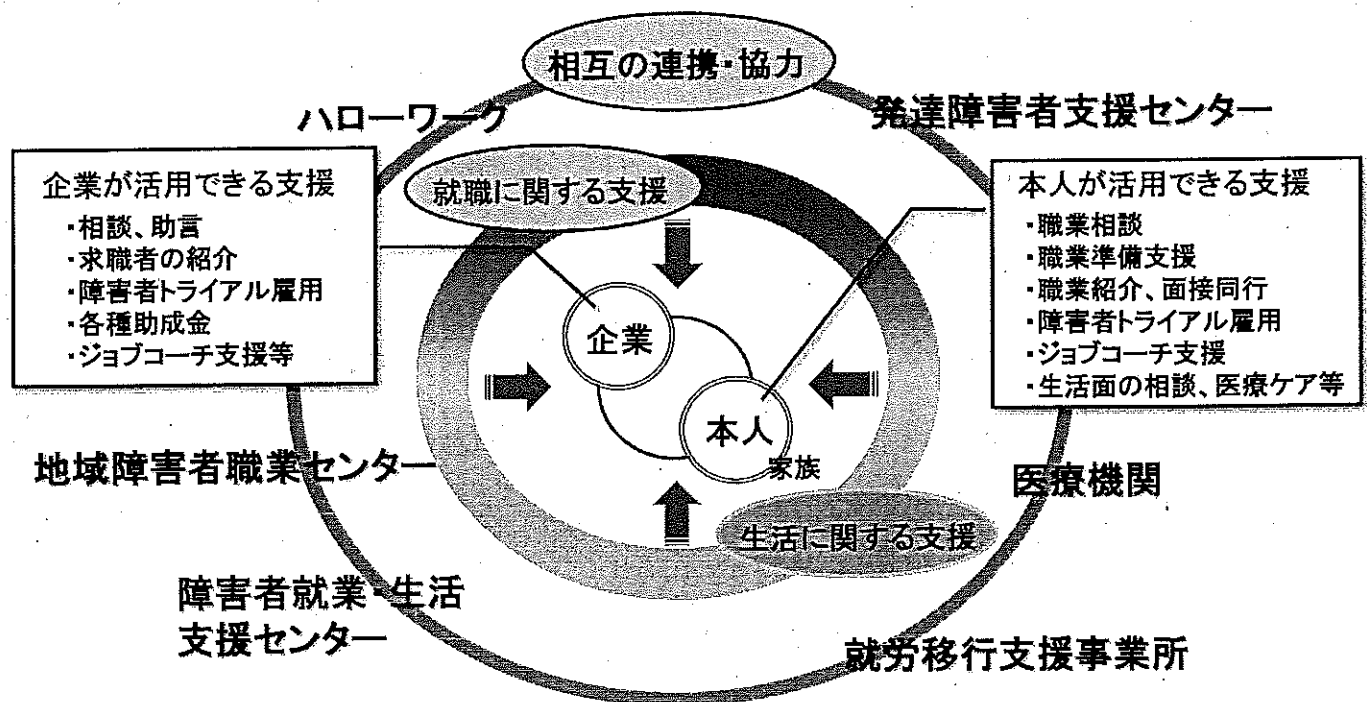 相互の連携・協力
ハローワーク
発達障害者支援センター
企業が活用できる支援
・相談、助言
・求職者の紹介
・障害者トライアル雇用
・各種助成金
・ジョブコーチ支援等
就職に関する支援
本人が活用できる支援
・職業相談
・職業準備支援
・職業紹介、面接同行
・障害者トライアル雇用
・ジョブコーチ支援
・生活面の相談、医療ケア等
企業
本人
家族
地域障害者職業センター
医療機関
生活に関する支援
障害者就業・生活
支援センター
就労移行支援事業所